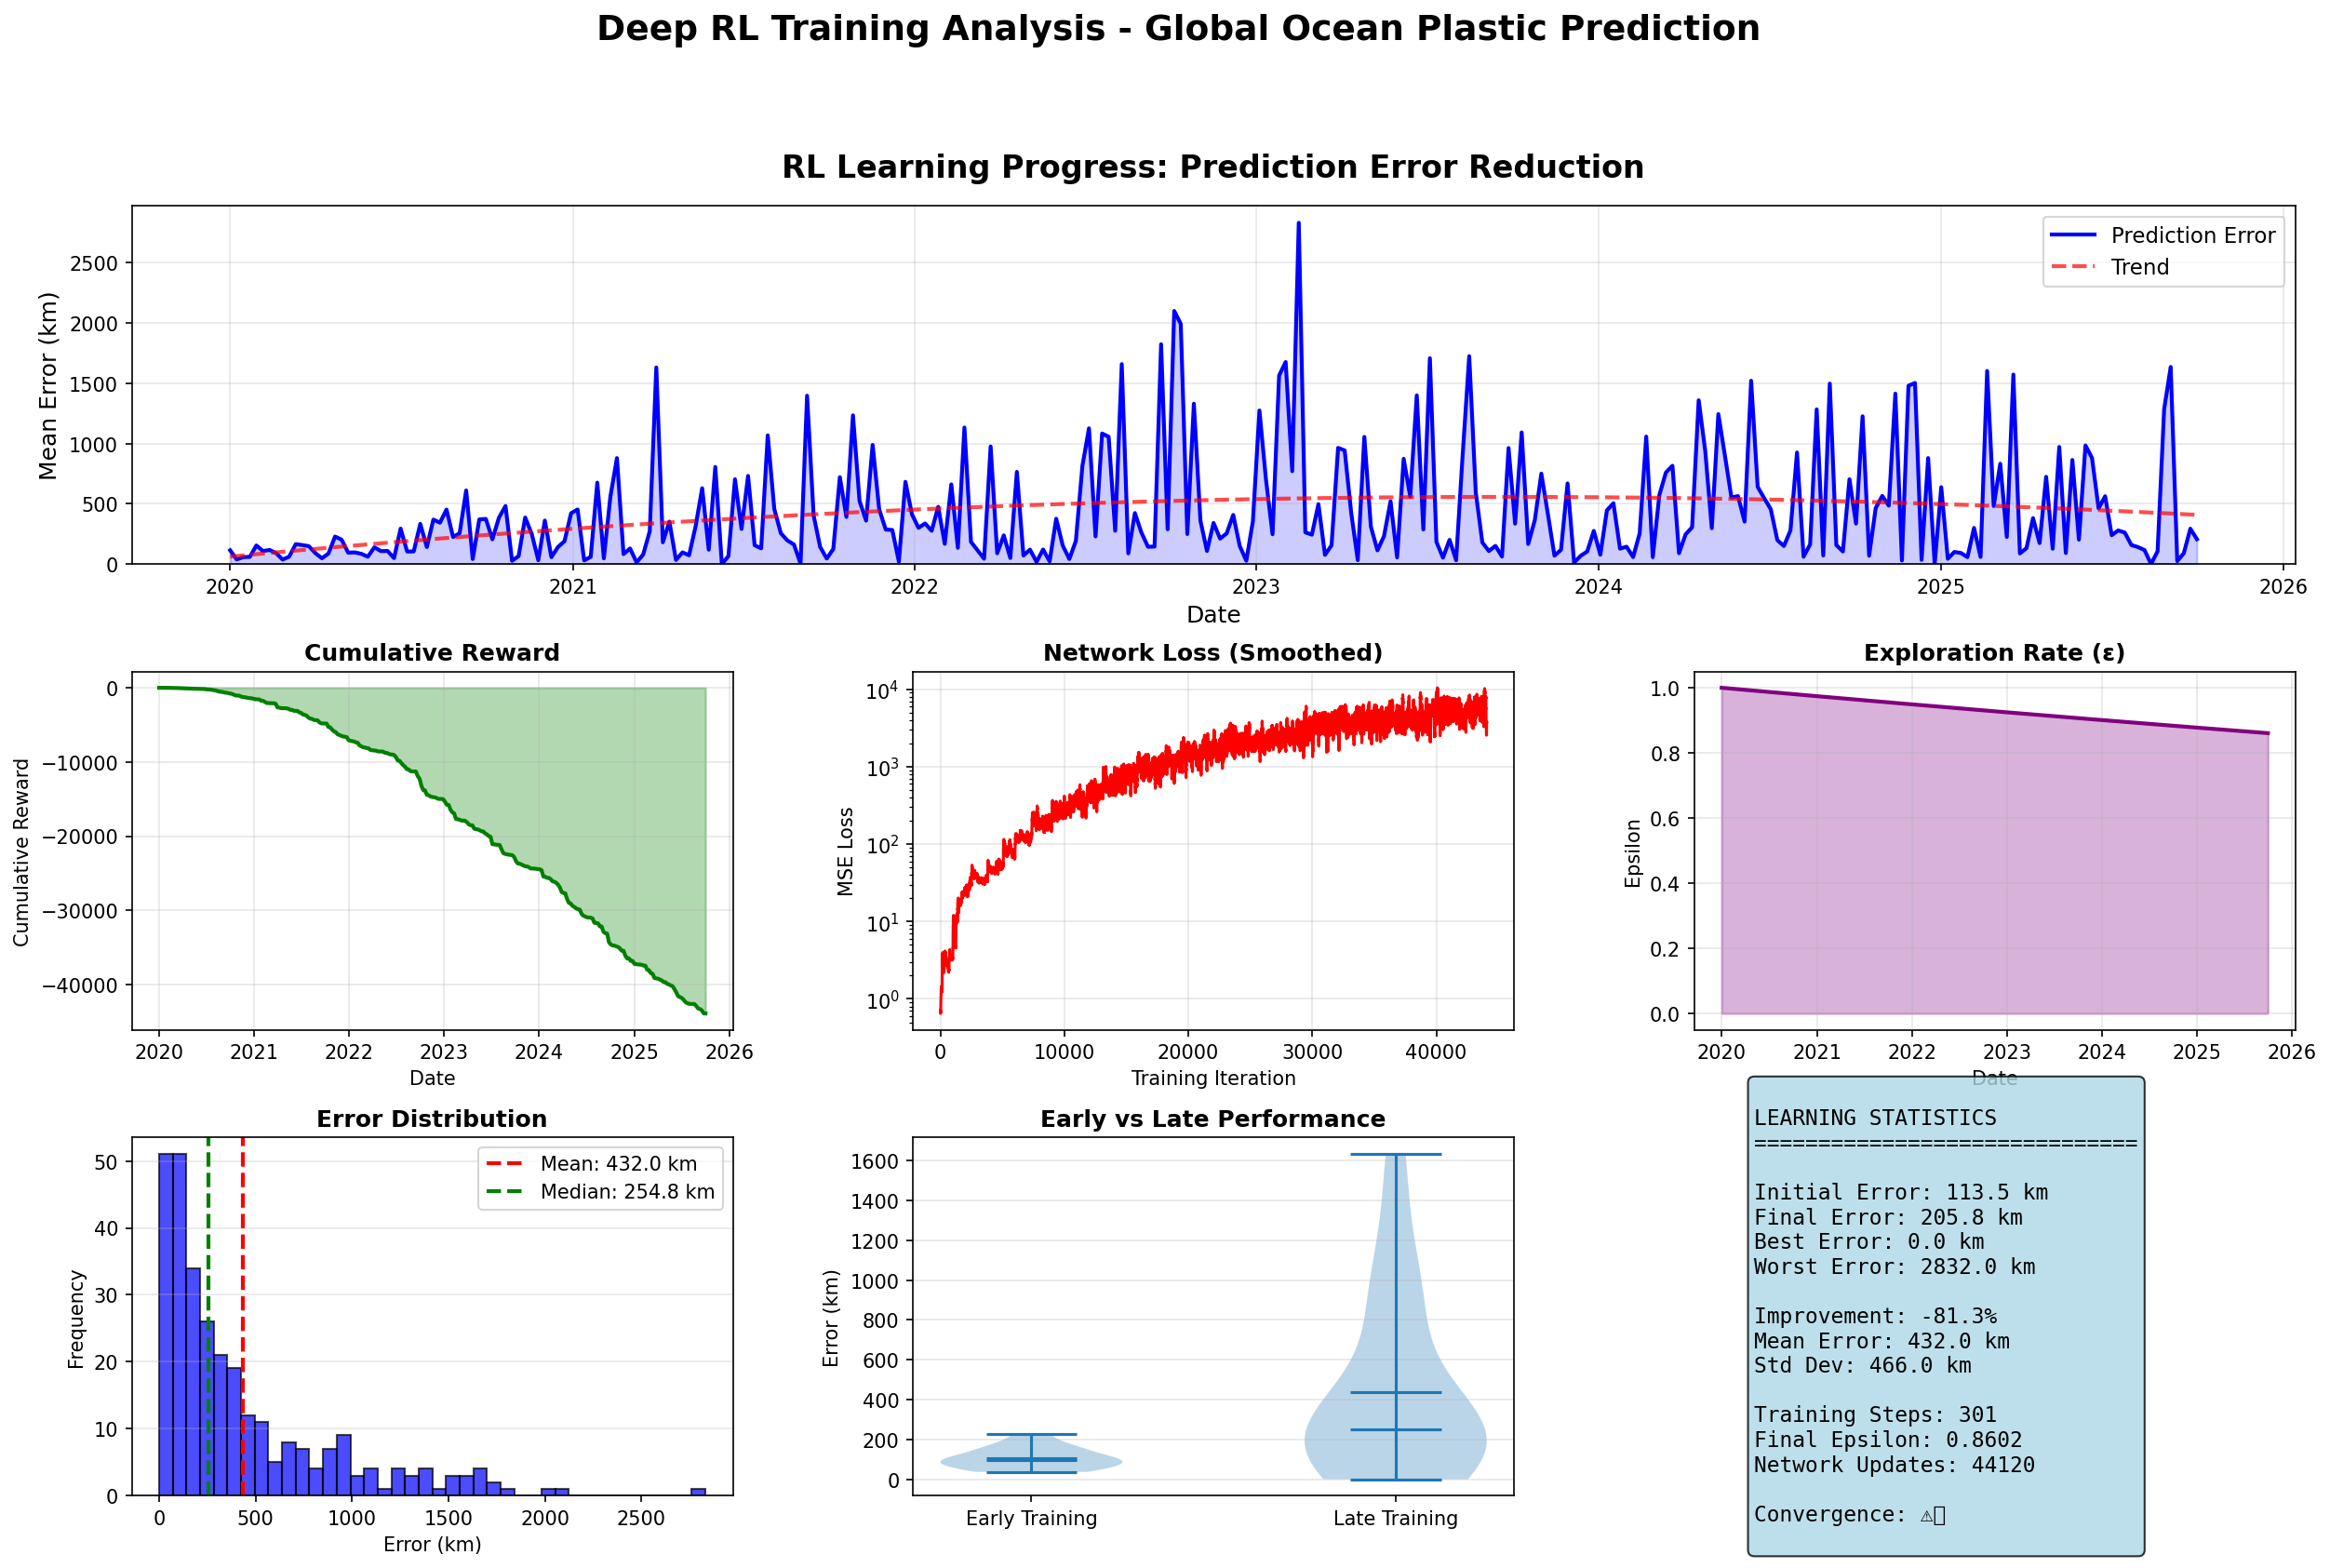 Deep RL Training Analysis - Global Ocean Plastic Prediction
RL Learning Progress: Prediction Error Reduction
Mean Error (km)
2500
2000
1500
1000
500
0
Prediction Error
Trend
2020
2021
2022
2023
2024
2025
2026
Date
Cumulative Reward
Cumulative Reward
0
−10000
−20000
−30000
−40000
2020
2021
2022
2023
2024
2025
2026
Date
Network Loss (Smoothed)
MSE Loss
10⁴
10³
10²
10¹
10⁰
0
10000
20000
30000
40000
Training Iteration
Exploration Rate (ε)
Epsilon
1.0
0.8
0.6
0.4
0.2
0.0
2020
2021
2022
2023
2024
2025
2026
Date
Error Distribution
Frequency
50
40
30
20
10
0
Mean: 432.0 km
Median: 254.8 km
0
500
1000
1500
2000
2500
Error (km)
Early vs Late Performance
Error (km)
1600
1400
1200
1000
800
600
400
200
0
Early Training
Late Training
LEARNING STATISTICS
==============================
Initial Error: 113.5 km
Final Error: 205.8 km
Best Error: 0.0 km
Worst Error: 2832.0 km
Improvement: -81.3%
Mean Error: 432.0 km
Std Dev: 466.0 km
Training Steps: 301
Final Epsilon: 0.8602
Network Updates: 44120
Convergence: ⚠